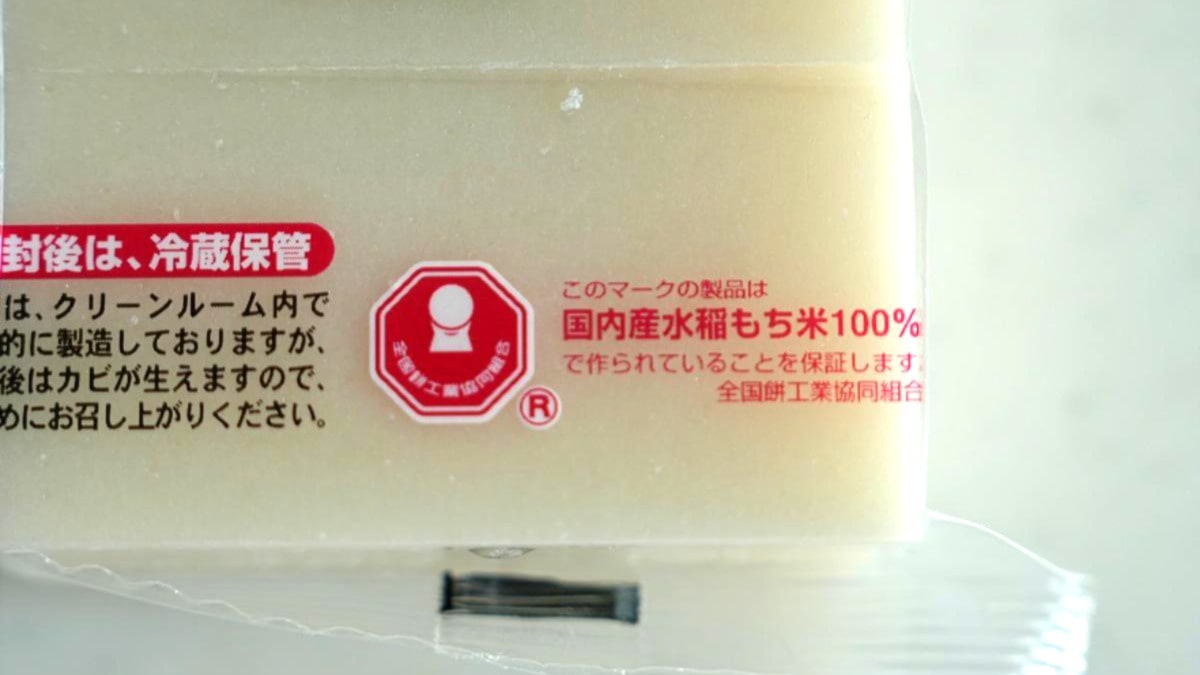 封後は、冷蔵保管
は、クリーンルーム内で
的に製造しておりますが、
後はカビが生えますので、
めにお召し上がりください。
全国餅工業協同組合
®
このマークの製品は
国内産水稲もち米100%
で作られていることを保証します。
全国餅工業協同組合